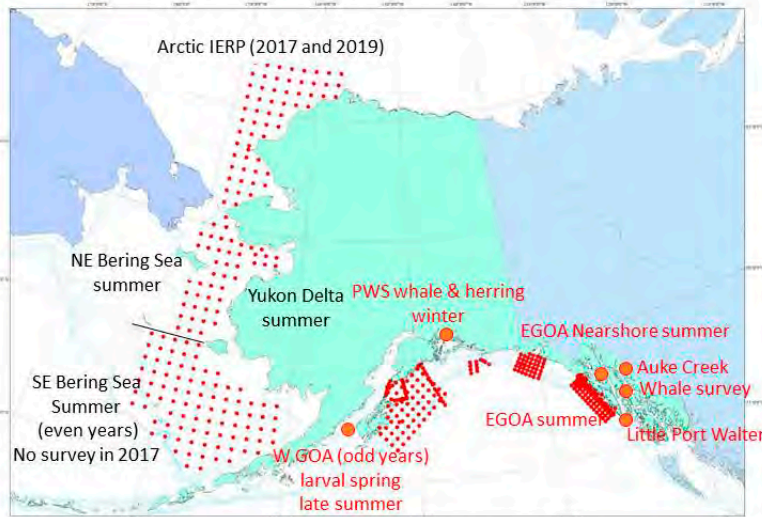 Arctic IERP (2017 and 2019)
NE Bering Sea
summer
Yukon Delta
summer
PWS whale & herring
winter
EGOA Nearshore summer
Auke Creek
Whale survey
SE Bering Sea
Summer
(even years)
No survey in 2017
EGOA summer
Little Port Walter
W.GOA (odd years)
larval spring
late summer